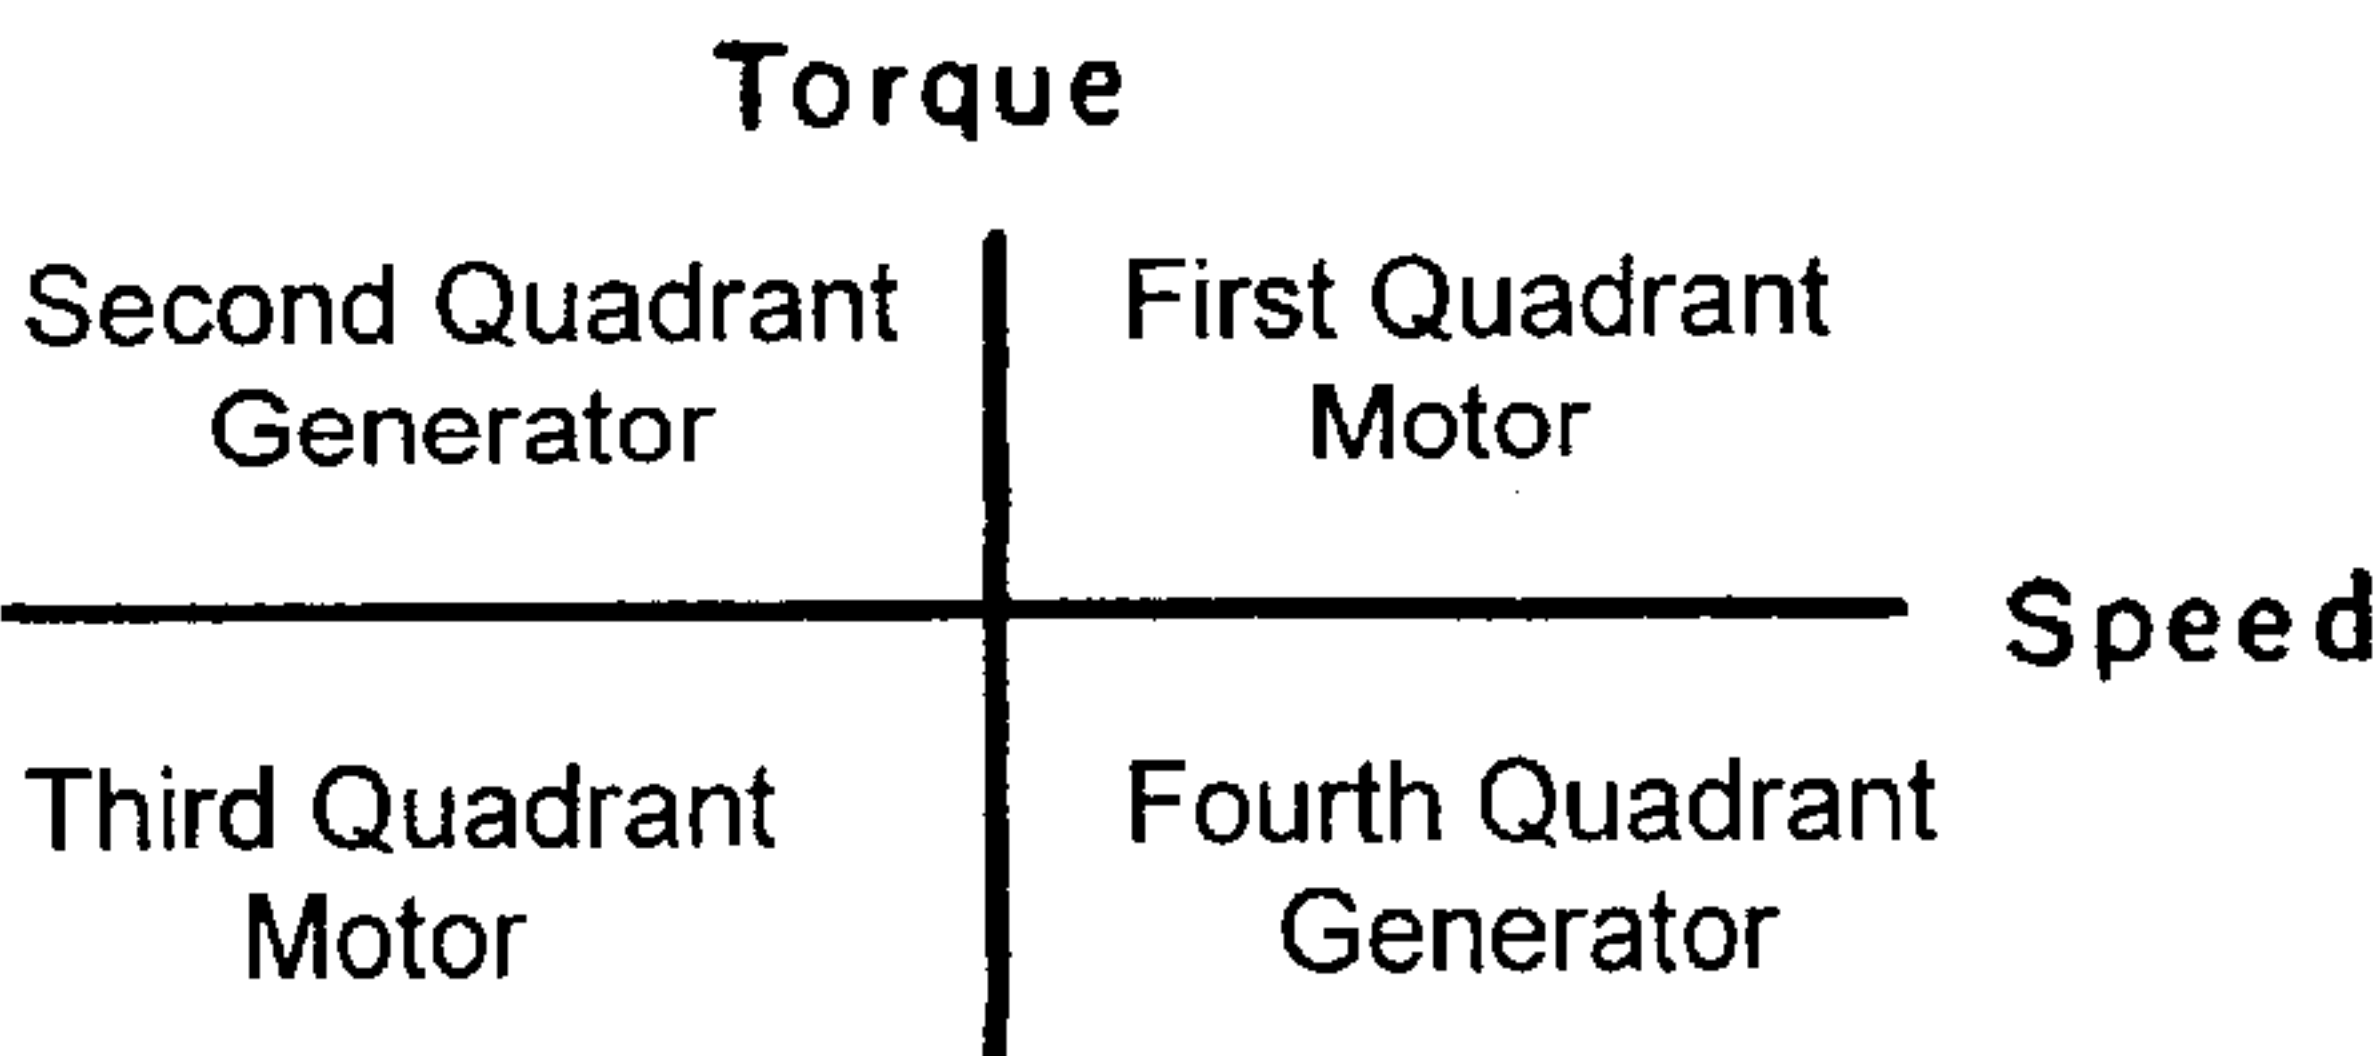 Torque
Second Quadrant
Generator
First Quadrant
Motor
Speed
Third Quadrant
Motor
Fourth Quadrant
Generator